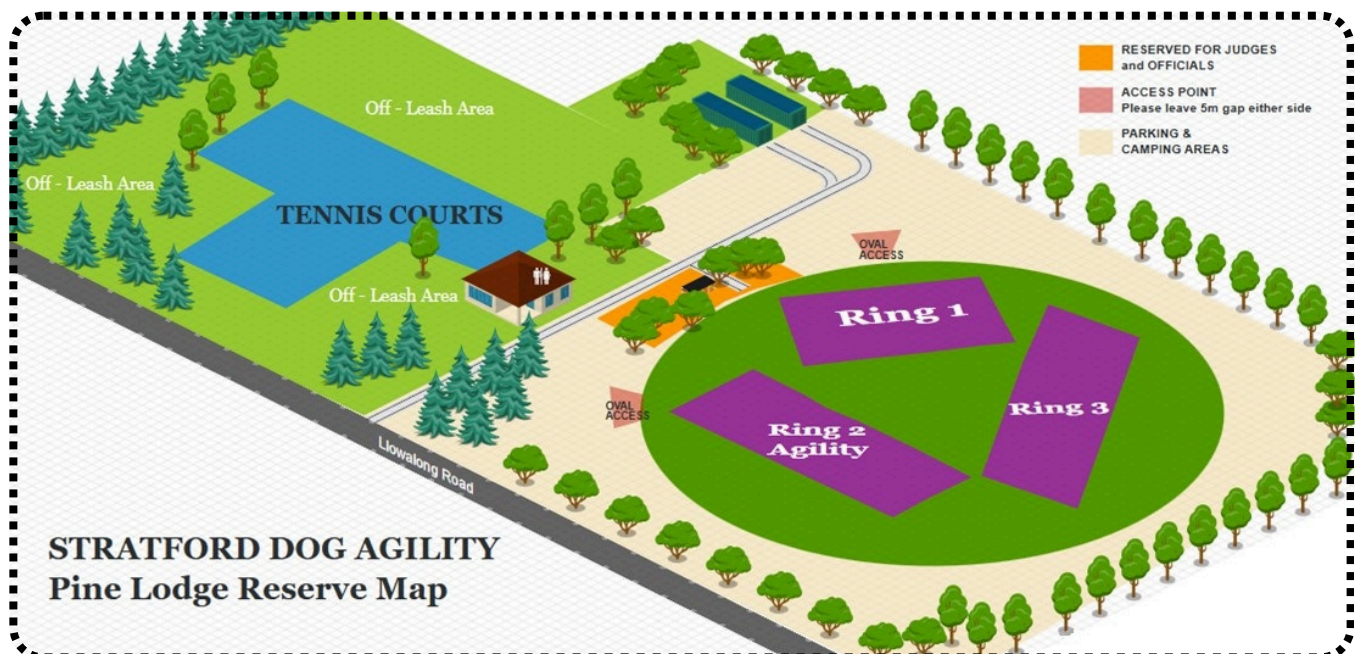 RESERVED FOR JUDGES
and OFFICIALS
ACCESS POINT
Please leave 5m gap either side
PARKING &
CAMPING AREAS
Off - Leash Area
Off - Leash Area
TENNIS COURTS
Off - Leash Area
OVAL
ACCESS
Ring 1
OVAL
ACCESS
Ring 3
Ring 2
Agility
Llowalong Road
STRATFORD DOG AGILITY
Pine Lodge Reserve Map